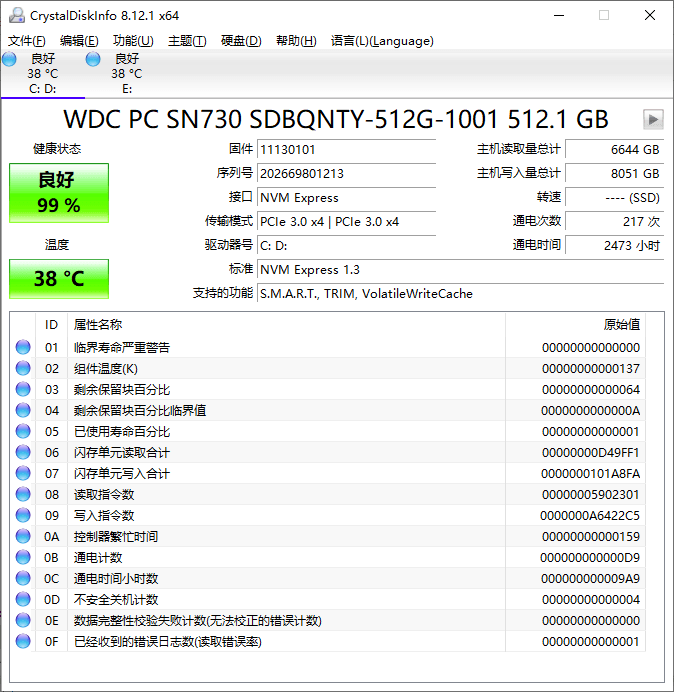 CrystalDiskInfo 8.12.1 x64
文件(F) 编辑(E) 功能(U) 主题(T) 硬盘(D) 帮助(H) 语言(L)(Language)
良好 良好
38 °C 38 °C
C: D: E:
WDC PC SN730 SDBQNTY-512G-1001 512.1 GB
健康状态 固件 11130101 主机读取量总计 6644 GB
良好 序列号 202669801213 主机写入量总计 8051 GB
99 % 接口 NVM Express 转速 ---- (SSD)
传输模式 PCIe 3.0 x4 | PCIe 3.0 x4 通电次数 217 次
温度 驱动器号 C: D: 通电时间 2473 小时
38 °C 标准 NVM Express 1.3
支持的功能 S.M.A.R.T., TRIM, VolatileWriteCache
ID 属性名称 原始值
01 临界寿命严重警告 00000000000000
02 组件温度(K) 00000000000137
03 剩余保留块百分比 00000000000064
04 剩余保留块百分比临界值 0000000000000A
05 已使用寿命百分比 00000000000001
06 闪存单元读取合计 00000000D49FF1
07 闪存单元写入合计 0000000101A8FA
08 读取指令数 00000005902301
09 写入指令数 0000000A6422C5
0A 控制器繁忙时间 00000000000159
0B 通电计数 000000000000D9
0C 通电时间小时数 000000000009A9
0D 不安全关机计数 00000000000004
0E 数据完整性校验失败计数(无法校正的错误计数) 00000000000000
0F 已经收到的错误日志数(读取错误率) 00000000000001